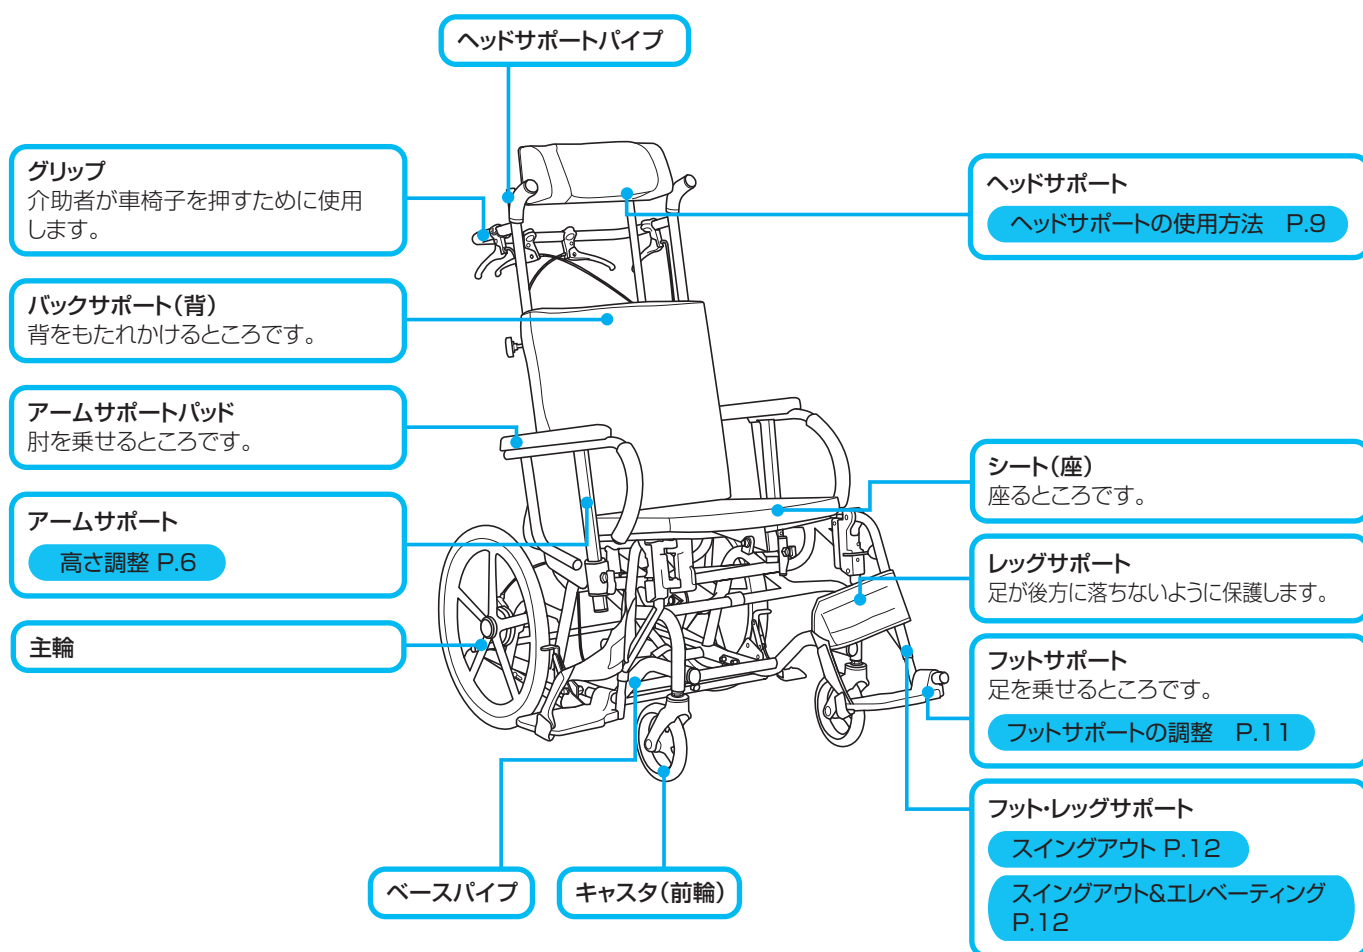 ヘッドサポートパイプ
グリップ
介助者が車椅子を押すために使用
します。
バックサポート(背)
背をもたれかけるところです。
アームサポートパッド
肘を乗せるところです。
アームサポート
高さ調整 P.6
主輪
ベースパイプ
キャスタ(前輪)
ヘッドサポート
ヘッドサポートの使用方法 P.9
シート(座)
座るところです。
レッグサポート
足が後方に落ちないように保護します。
フットサポート
足を乗せるところです。
フットサポートの調整 P.11
フット・レッグサポート
スイングアウト P.12
スイングアウト&エレベーティング
P.12